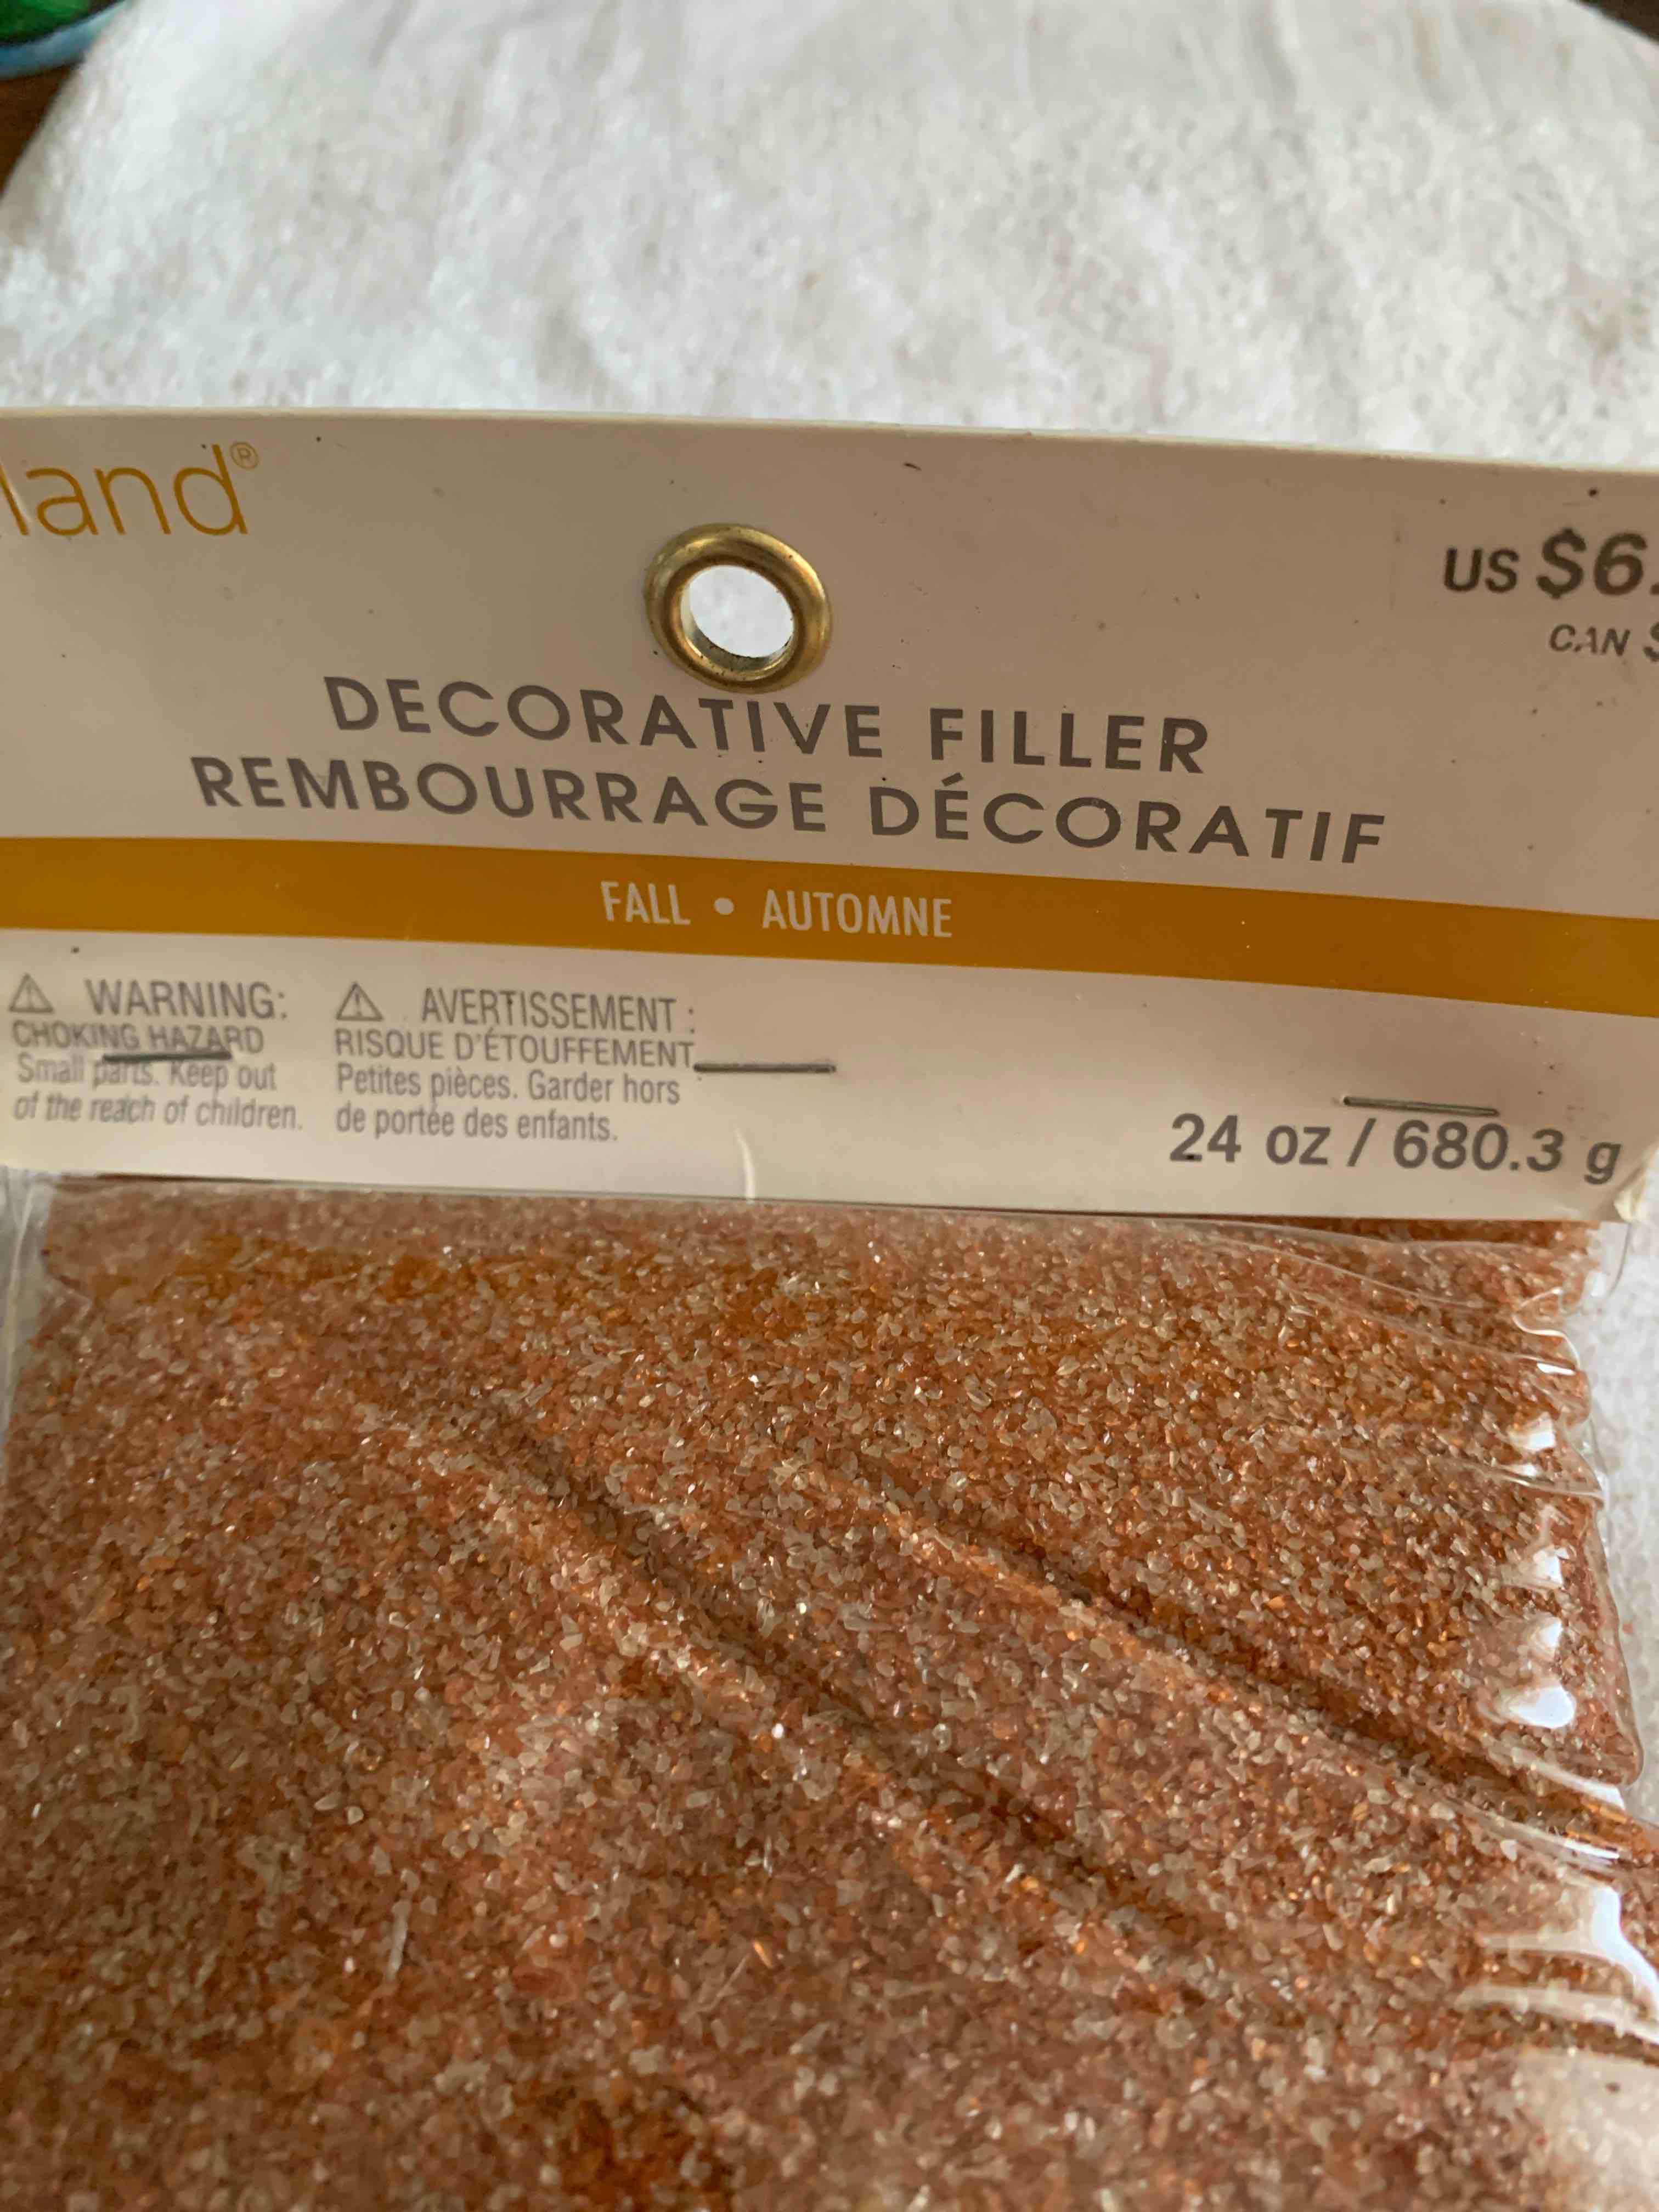 land®
US $6.
CAN $
DECORATIVE FILLER
REMBOURRAGE DÉCORATIF
FALL • AUTOMNE
⚠ WARNING:
CHOKING HAZARD
Small parts. Keep out
of the reach of children.
⚠ AVERTISSEMENT :
RISQUE D'ÉTOUFFEMENT
Petites pièces. Garder hors
de portée des enfants.
24 oz / 680.3 g